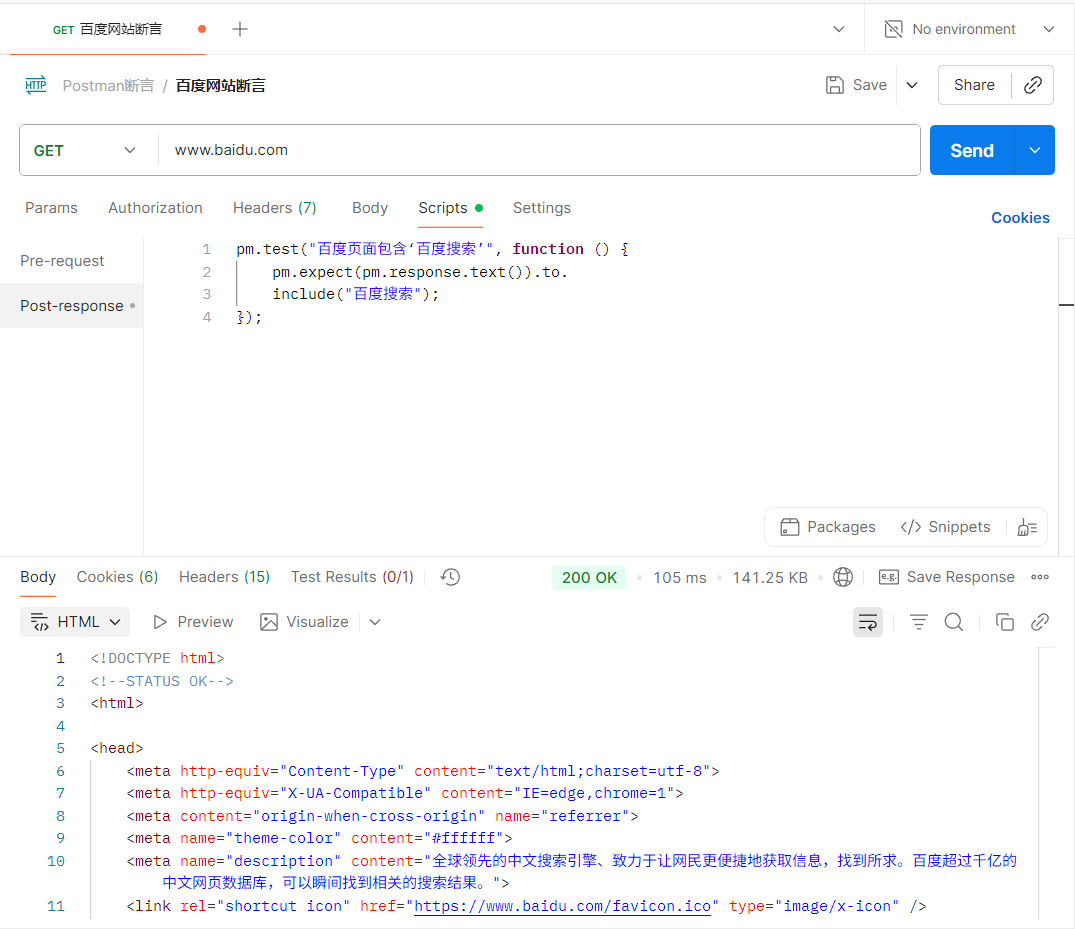 GET 百度网站断言
No environment
HTTP Postman断言 / 百度网站断言 Save Share
GET www.baidu.com Send
Params Authorization Headers (7) Body Scripts Settings
Cookies
Pre-request
Post-response
1 pm.test("百度页面包含‘百度搜索’", function () {
2 pm.expect(pm.response.text()).to.
3 include("百度搜索");
4 });
Packages Snippets
Body Cookies (6) Headers (15) Test Results (0/1) 200 OK 105 ms 141.25 KB e.g. Save Response
HTML Preview Visualize
1 <!DOCTYPE html>
2 <!--STATUS OK-->
3 <html>
4
5 <head>
6 <meta http-equiv="Content-Type" content="text/html;charset=utf-8">
7 <meta http-equiv="X-UA-Compatible" content="IE=edge,chrome=1">
8 <meta content="origin-when-cross-origin" name="referrer">
9 <meta name="theme-color" content="#ffffff">
10 <meta name="description" content="全球领先的中文搜索引擎、致力于让网民更便捷地获取信息，找到所求。百度超过千亿的
中文网页数据库，可以瞬间找到相关的搜索结果。">
11 <link rel="shortcut icon" href="https://www.baidu.com/favicon.ico" type="image/x-icon" />